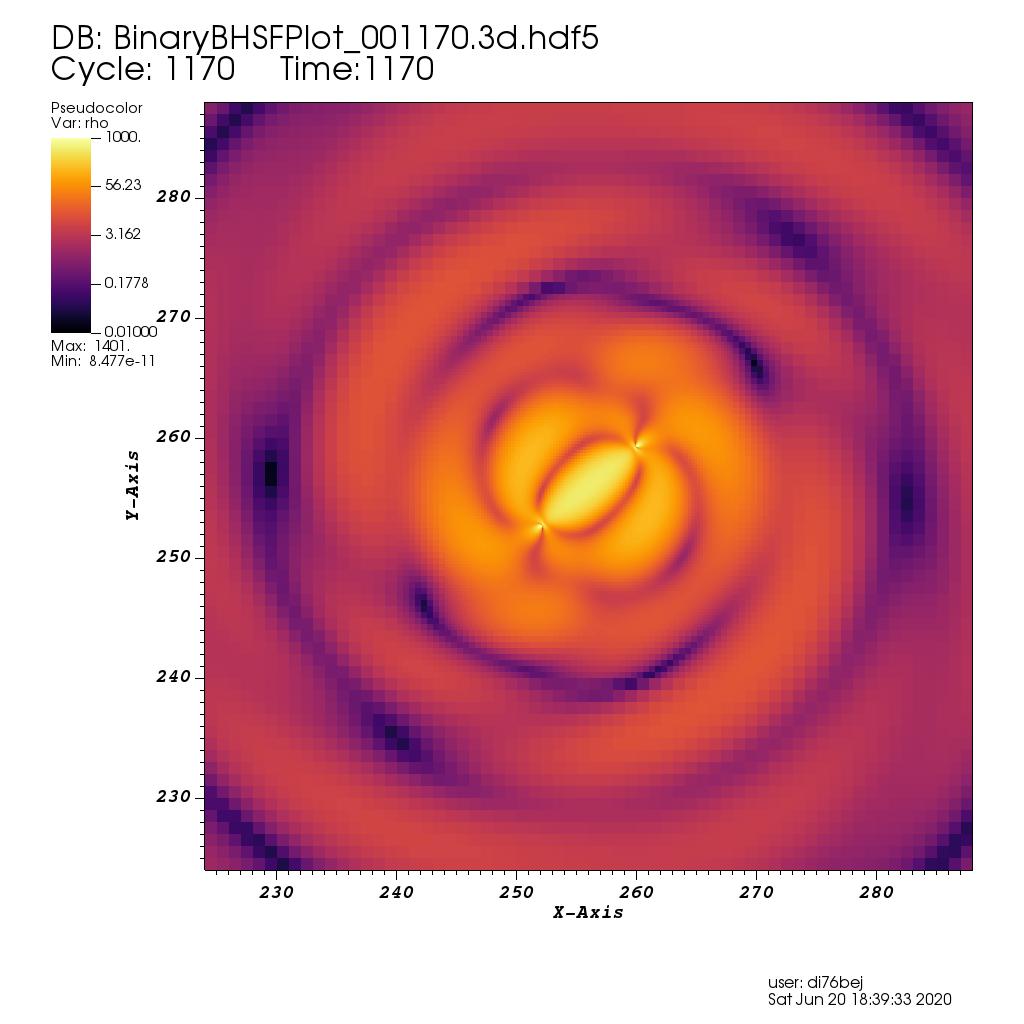 DB: BinaryBHSFPlot_001170.3d.hdf5
Cycle: 1170 Time:1170
Pseudocolor
Var: rho
1000.
56.23
3.162
0.1778
0.01000
Max: 1401.
Min: 8.477e-11
280
270
260
250
240
230
Y-Axis
230 240 250 260 270 280
X-Axis
user: di76bej
Sat Jun 20 18:39:33 2020